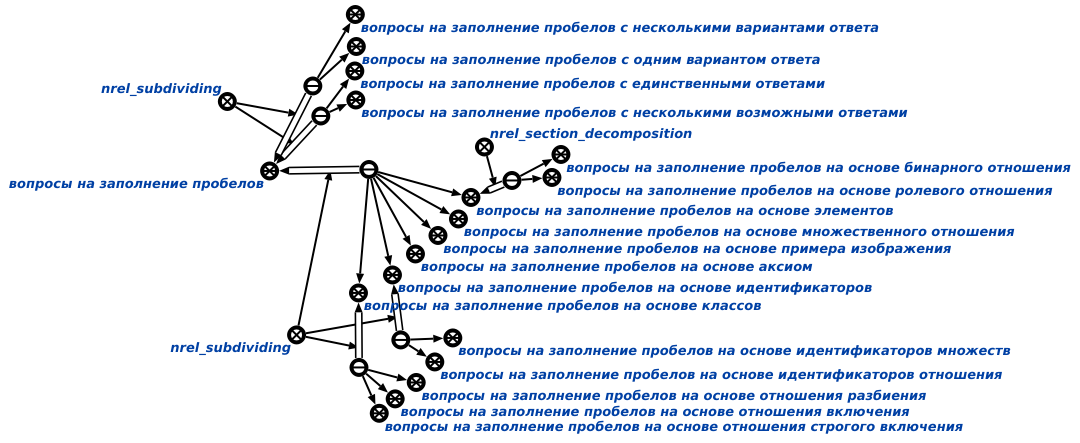 вопросы на заполнение пробелов с несколькими вариантами ответа
вопросы на заполнение пробелов с одним вариантом ответа
вопросы на заполнение пробелов с единственными ответами
nrel_subdividing
вопросы на заполнение пробелов с несколькими возможными ответами
nrel_section_decomposition
вопросы на заполнение пробелов на основе бинарного отношения
вопросы на заполнение пробелов
вопросы на заполнение пробелов на основе ролевого отношения
вопросы на заполнение пробелов на основе элементов
вопросы на заполнение пробелов на основе множественного отношения
вопросы на заполнение пробелов на основе примера изображения
вопросы на заполнение пробелов на основе аксиом
вопросы на заполнение пробелов на основе идентификаторов
вопросы на заполнение пробелов на основе классов
nrel_subdividing
вопросы на заполнение пробелов на основе идентификаторов множеств
вопросы на заполнение пробелов на основе идентификаторов отношения
вопросы на заполнение пробелов на основе отношения разбиения
вопросы на заполнение пробелов на основе отношения включения
вопросы на заполнение пробелов на основе отношения строгого включения